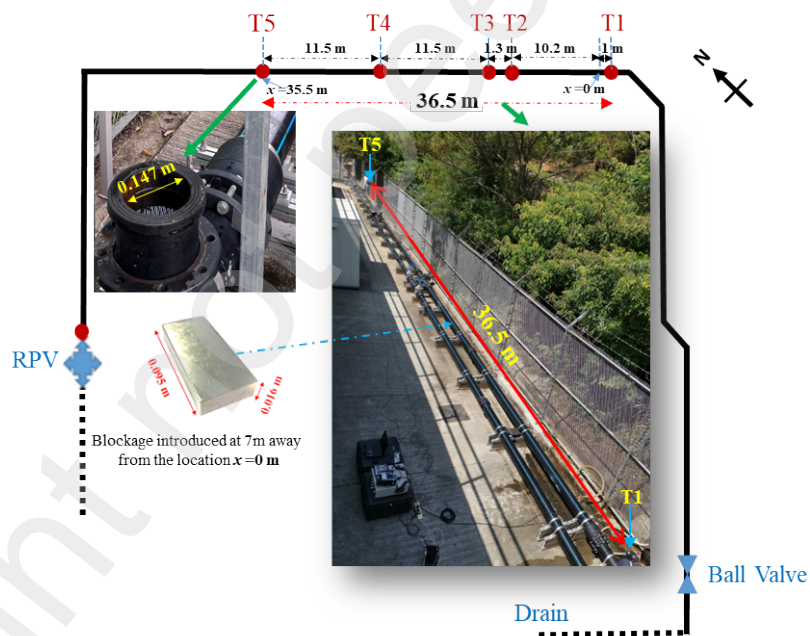 T5 T4 T3 T2 T1
11.5 m 11.5 m 1.3 m 10.2 m 1 m
x =35.5 m x =0 m
36.5 m
N
0.147 m
T5
36.5 m
T1
RPV
0.095 m
0.016 m
Blockage introduced at 7m away
from the location x =0 m
Ball Valve
Drain